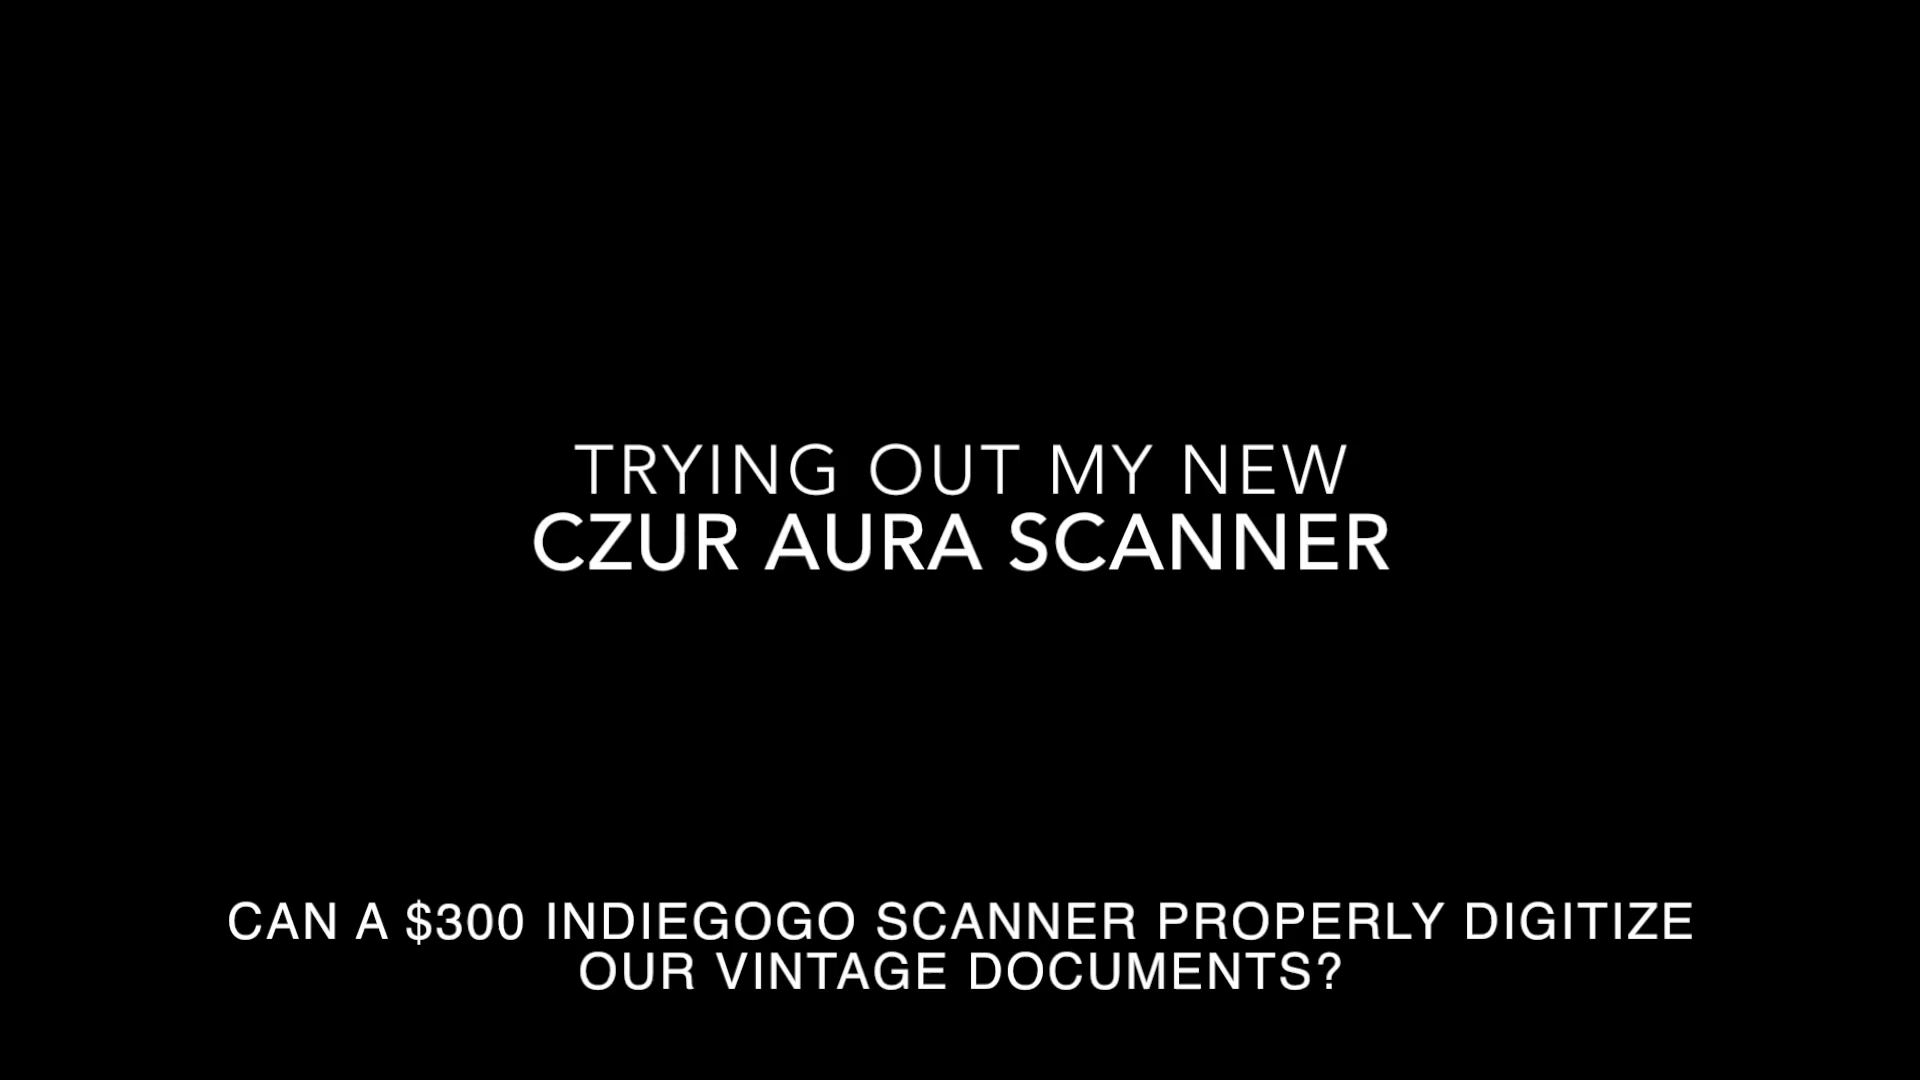 TRYING OUT MY NEW
CZUR AURA SCANNER
CAN A $300 INDIEGOGO SCANNER PROPERLY DIGITIZE
OUR VINTAGE DOCUMENTS?